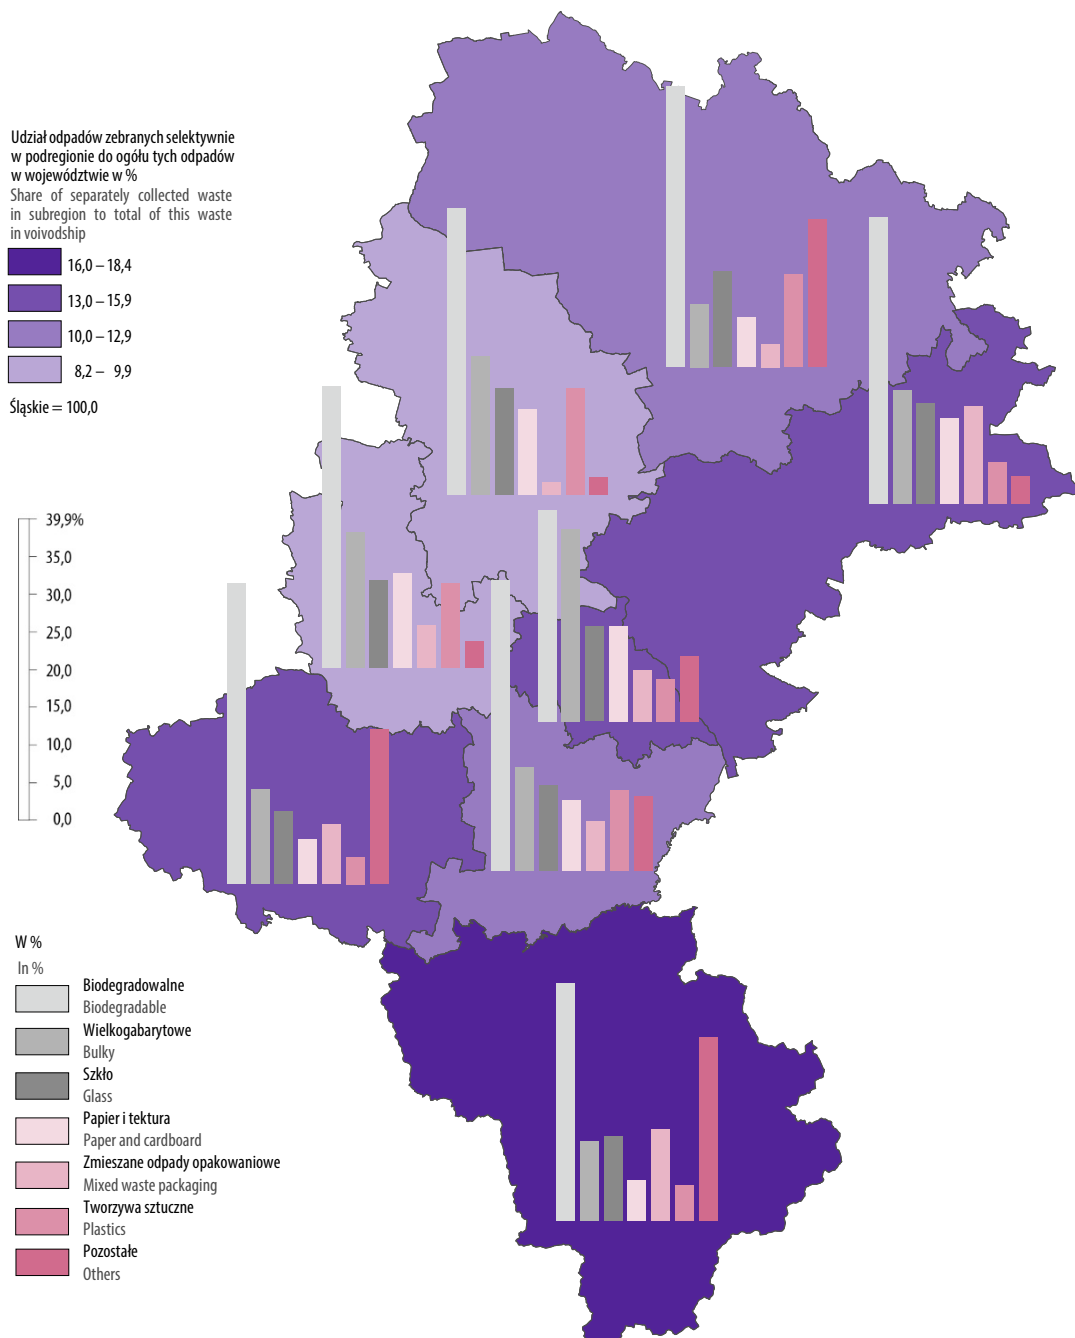 Udział odpadów zebranych selektywnie
w podregionie do ogółu tych odpadów
w województwie w %
Share of separately collected waste
in subregion to total of this waste
in voivodship
16,0 – 18,4
13,0 – 15,9
10,0 – 12,9
8,2 – 9,9
Śląskie = 100,0
39,9%
35,0
30,0
25,0
20,0
15,0
10,0
5,0
0,0
W %
In %
Biodegradowalne
Biodegradable
Wielkogabarytowe
Bulky
Szkło
Glass
Papier i tektura
Paper and cardboard
Zmieszane odpady opakowaniowe
Mixed waste packaging
Tworzywa sztuczne
Plastics
Pozostałe
Others